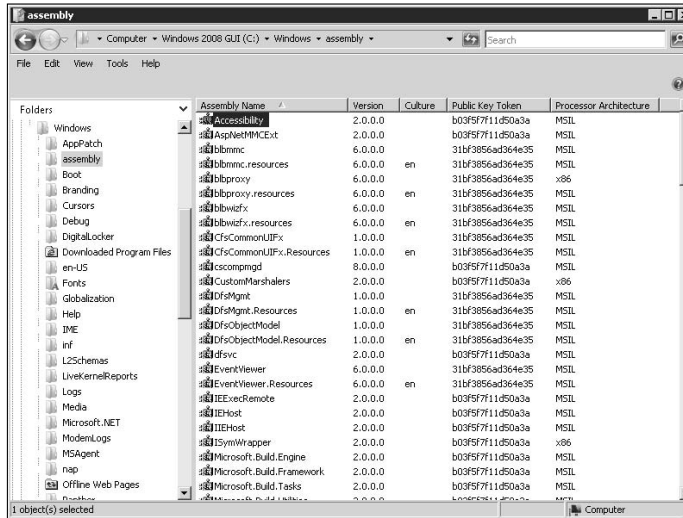 assembly
Computer Windows 2008 GUI (C:) Windows assembly
Search
File Edit View Tools Help
Folders
Windows
AppPatch
assembly
Boot
Branding
Cursors
Debug
DigitalLocker
Downloaded Program Files
en-US
Fonts
Globalization
Help
IME
inf
L2Schemas
LiveKernelReports
Logs
Media
Microsoft.NET
ModemLogs
MSAgent
nap
Offline Web Pages
Assembly Name Version Culture Public Key Token Processor Architecture
Accessibility 2.0.0.0 b03f5f7f11d50a3a MSIL
AspNetMMCExt 2.0.0.0 b03f5f7f11d50a3a MSIL
blbmmc 6.0.0.0 31bf3856ad364e35 MSIL
blbmmc.resources 6.0.0.0 en 31bf3856ad364e35 MSIL
blbproxy 6.0.0.0 31bf3856ad364e35 x86
blbproxy.resources 6.0.0.0 en 31bf3856ad364e35 MSIL
blbwizfx 6.0.0.0 31bf3856ad364e35 MSIL
blbwizfx.resources 6.0.0.0 en 31bf3856ad364e35 MSIL
CfsCommonUIFx 1.0.0.0 31bf3856ad364e35 MSIL
CfsCommonUIFx.Resources 1.0.0.0 en 31bf3856ad364e35 MSIL
cscompmgd 8.0.0.0 b03f5f7f11d50a3a MSIL
CustomMarshalers 2.0.0.0 b03f5f7f11d50a3a x86
DfsMgmt 1.0.0.0 31bf3856ad364e35 MSIL
DfsMgmt.Resources 1.0.0.0 en 31bf3856ad364e35 MSIL
DfsObjectModel 1.0.0.0 31bf3856ad364e35 MSIL
DfsObjectModel.Resources 1.0.0.0 en 31bf3856ad364e35 MSIL
dfsvc 2.0.0.0 b03f5f7f11d50a3a MSIL
EventViewer 6.0.0.0 31bf3856ad364e35 MSIL
EventViewer.Resources 6.0.0.0 en 31bf3856ad364e35 MSIL
IEExecRemote 2.0.0.0 b03f5f7f11d50a3a MSIL
IEHost 2.0.0.0 b03f5f7f11d50a3a MSIL
IIEHost 2.0.0.0 b03f5f7f11d50a3a MSIL
ISymWrapper 2.0.0.0 b03f5f7f11d50a3a x86
Microsoft.Build.Engine 2.0.0.0 b03f5f7f11d50a3a MSIL
Microsoft.Build.Framework 2.0.0.0 b03f5f7f11d50a3a MSIL
Microsoft.Build.Tasks 2.0.0.0 b03f5f7f11d50a3a MSIL
1 object(s) selected
Computer